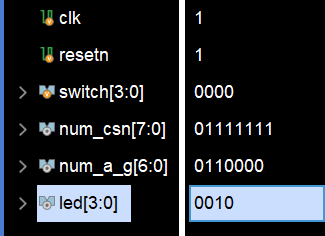 clk 1
resetn 1
switch[3:0] 0000
num_csn[7:0] 01111111
num_a_g[6:0] 0110000
led[3:0] 0010